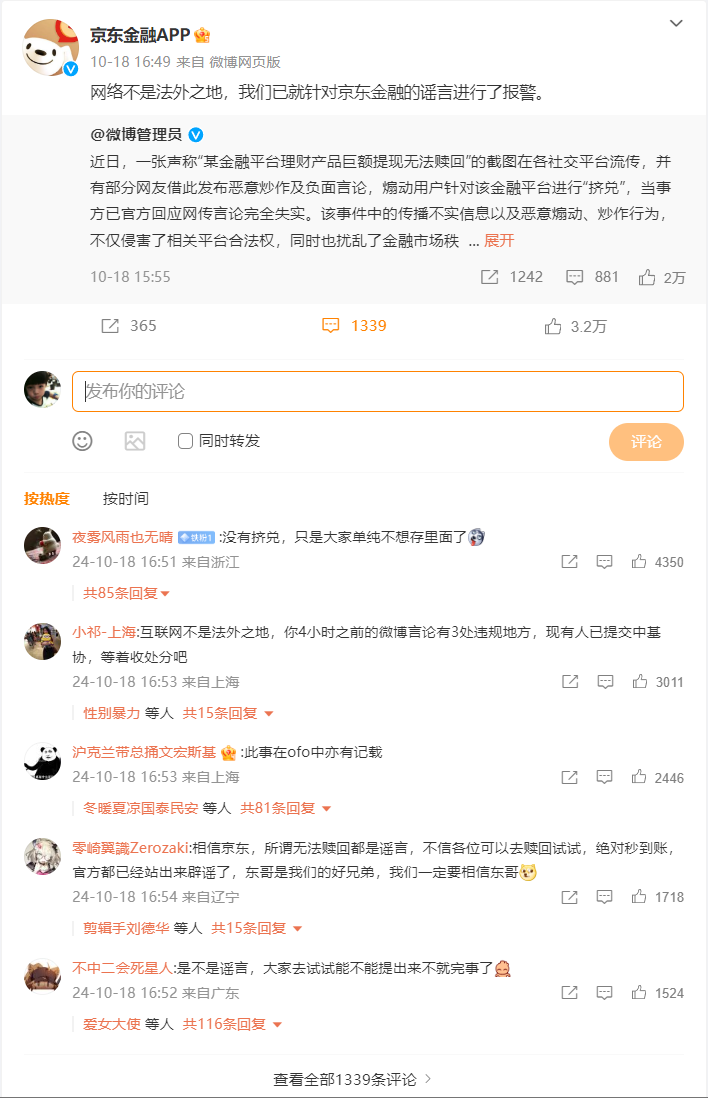 京东金融APP
10-18 16:49 来自 微博网页版
网络不是法外之地，我们已就针对京东金融的谣言进行了报警。
@微博管理员
近日，一张声称“某金融平台理财产品巨额提现无法赎回”的截图在各社交平台流传，并
有部分网友借此发布恶意炒作及负面言论，煽动用户针对该金融平台进行“挤兑”，当事
方已官方回应网传言论完全失实。该事件中的传播不实信息以及恶意煽动、炒作行为，
不仅侵害了相关平台合法权，同时也扰乱了金融市场秩 ... 展开
10-18 15:55 1242 881 2万
365 1339 3.2万
发布你的评论
同时转发 评论
按热度 按时间
夜雾风雨也无晴 铁粉1 :没有挤兑，只是大家单纯不想存里面了
24-10-18 16:51 来自浙江 4350
共85条回复
小祁-上海:互联网不是法外之地，你4小时之前的微博言论有3处违规地方，现有人已提交中基
协，等着收处分吧
24-10-18 16:53 来自上海 3011
性别暴力 等人 共15条回复
沪克兰带总捅文宏斯基 :此事在ofo中亦有记载
24-10-18 16:53 来自上海 2446
冬暖夏凉国泰民安 等人 共81条回复
零崎翼識Zerozaki:相信京东，所谓无法赎回都是谣言，不信各位可以去赎回试试，绝对秒到账，
官方都已经站出来辟谣了，东哥是我们的好兄弟，我们一定要相信东哥
24-10-18 16:54 来自辽宁 1718
剪辑手刘德华 等人 共15条回复
不中二会死星人:是不是谣言，大家去试试能不能提出来不就完事了
24-10-18 16:52 来自广东 1524
爱女大使 等人 共116条回复
查看全部1339条评论